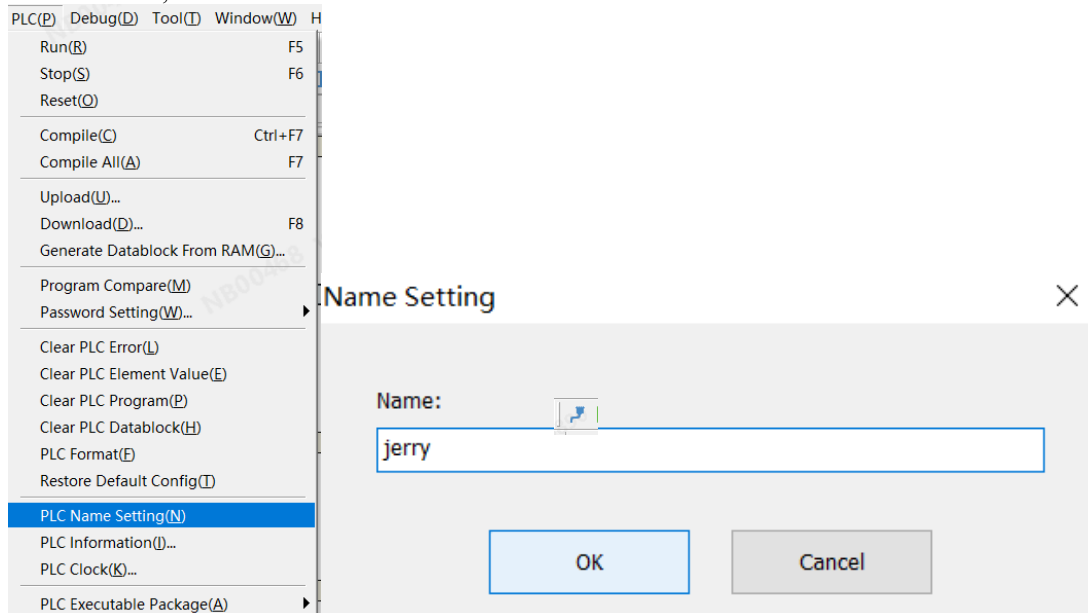 PLC(P) Debug(D) Tool(T) Window(W) H
Run(R) F5
Stop(S) F6
Reset(O)
Compile(C) Ctrl+F7
Compile All(A) F7
Upload(U)...
Download(D)... F8
Generate Datablock From RAM(G)...
Program Compare(M)
Password Setting(W)...
Clear PLC Error(L)
Clear PLC Element Value(E)
Clear PLC Program(P)
Clear PLC Datablock(H)
PLC Format(F)
Restore Default Config(T)
PLC Name Setting(N)
PLC Information(I)...
PLC Clock(K)...
PLC Executable Package(A)
NB00468
Name Setting
Name:
jerry
OK Cancel